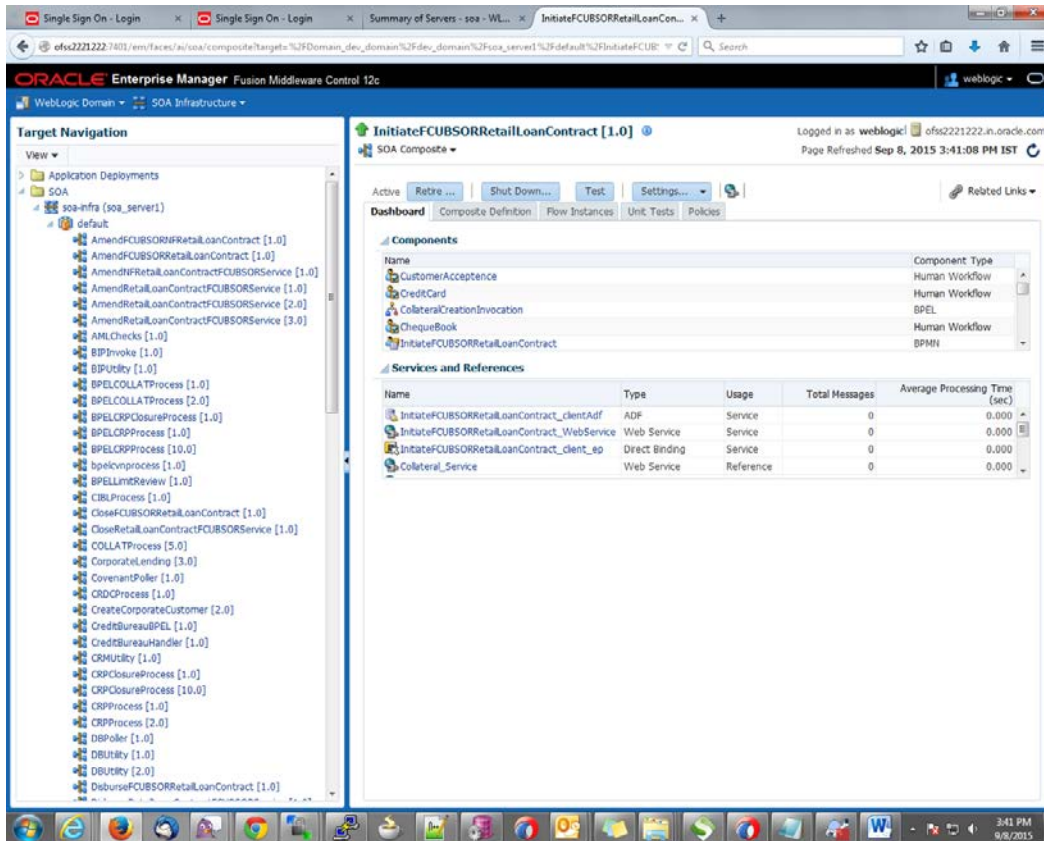 Single Sign On - Login
Single Sign On - Login
Summary of Servers - soa - WL...
InitiateFCUBSORRetailLoanCon...
ofss2221222:7401/em/faces/ai/soa/composite?target=%2FDomain_dev_domain%2Fdev_domain%2Fsoa_server1%2Fdefault%2FInitiateFCUB
Search
ORACLE Enterprise Manager Fusion Middleware Control 12c
weblogic
WebLogic Domain
SOA Infrastructure
Target Navigation
View
Application Deployments
SOA
soa-infra (soa_server1)
default
AmendFCUBSORNFRetailLoanContract [1.0]
AmendFCUBSORRetailLoanContract [1.0]
AmendNFRetailLoanContractFCUBSORService [1.0]
AmendRetailLoanContractFCUBSORService [1.0]
AmendRetailLoanContractFCUBSORService [2.0]
AmendRetailLoanContractFCUBSORService [3.0]
AMLChecks [1.0]
BIPInvoke [1.0]
BIPUtility [1.0]
BPELCOLLATProcess [1.0]
BPELCOLLATProcess [2.0]
BPELCRPClosureProcess [1.0]
BPELCRPProcess [1.0]
BPELCRPProcess [10.0]
bpelcvnprocess [1.0]
BPELLimitReview [1.0]
CIBLProcess [1.0]
CloseFCUBSORRetailLoanContract [1.0]
CloseRetailLoanContractFCUBSORService [1.0]
COLLATProcess [5.0]
CorporateLending [3.0]
CovenantPoller [1.0]
CRDCProcess [1.0]
CreateCorporateCustomer [2.0]
CreditBureauBPEL [1.0]
CreditBureauHandler [1.0]
CRMUtility [1.0]
CRPClosureProcess [1.0]
CRPClosureProcess [10.0]
CRPProcess [1.0]
CRPProcess [2.0]
DBPoller [1.0]
DBUtility [1.0]
DBUtility [2.0]
DisburseFCUBSORRetailLoanContract [1.0]
InitiateFCUBSORRetailLoanContract [1.0]
SOA Composite
Logged in as weblogic| ofss2221222.in.oracle.com
Page Refreshed Sep 8, 2015 3:41:08 PM IST
Active Retire ... Shut Down... Test Settings...
Related Links
Dashboard Composite Definition Flow Instances Unit Tests Policies
Components
Name Component Type
CustomerAcceptence Human Workflow
CreditCard Human Workflow
CollateralCreationInvocation BPEL
ChequeBook Human Workflow
InitiateFCUBSORRetailLoanContract BPMN
Services and References
Name Type Usage Total Messages Average Processing Time (sec)
InitiateFCUBSORRetailLoanContract_clientAdf ADF Service 0 0.000
InitiateFCUBSORRetailLoanContract_WebService Web Service Service 0 0.000
InitiateFCUBSORRetailLoanContract_client_ep Direct Binding Service 0 0.000
Collateral_Service Web Service Reference 0 0.000
3:41 PM
9/8/2015